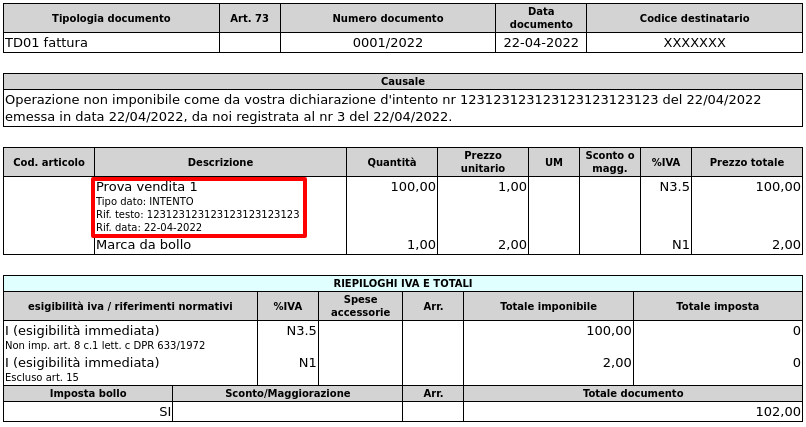 Tipologia documento Art. 73 Numero documento Data documento Codice destinatario
TD01 fattura 0001/2022 22-04-2022 XXXXXXX
Causale
Operazione non imponibile come da vostra dichiarazione d'intento nr 123123123123123123123123 del 22/04/2022
emessa in data 22/04/2022, da noi registrata al nr 3 del 22/04/2022.
Cod. articolo Descrizione Quantità Prezzo unitario UM Sconto o magg. %IVA Prezzo totale
Prova vendita 1 100,00 1,00 N3.5 100,00
Tipo dato: INTENTO
Rif. testo: 123123123123123123123123
Rif. data: 22-04-2022
Marca da bollo 1,00 2,00 N1 2,00
RIEPILOGHI IVA E TOTALI
esigibilità iva / riferimenti normativi %IVA Spese accessorie Arr. Totale imponibile Totale imposta
I (esigibilità immediata) N3.5 100,00 0
Non imp. art. 8 c.1 lett. c DPR 633/1972
I (esigibilità immediata) N1 2,00 0
Escluso art. 15
Imposta bollo Sconto/Maggiorazione Arr. Totale documento
SI 102,00